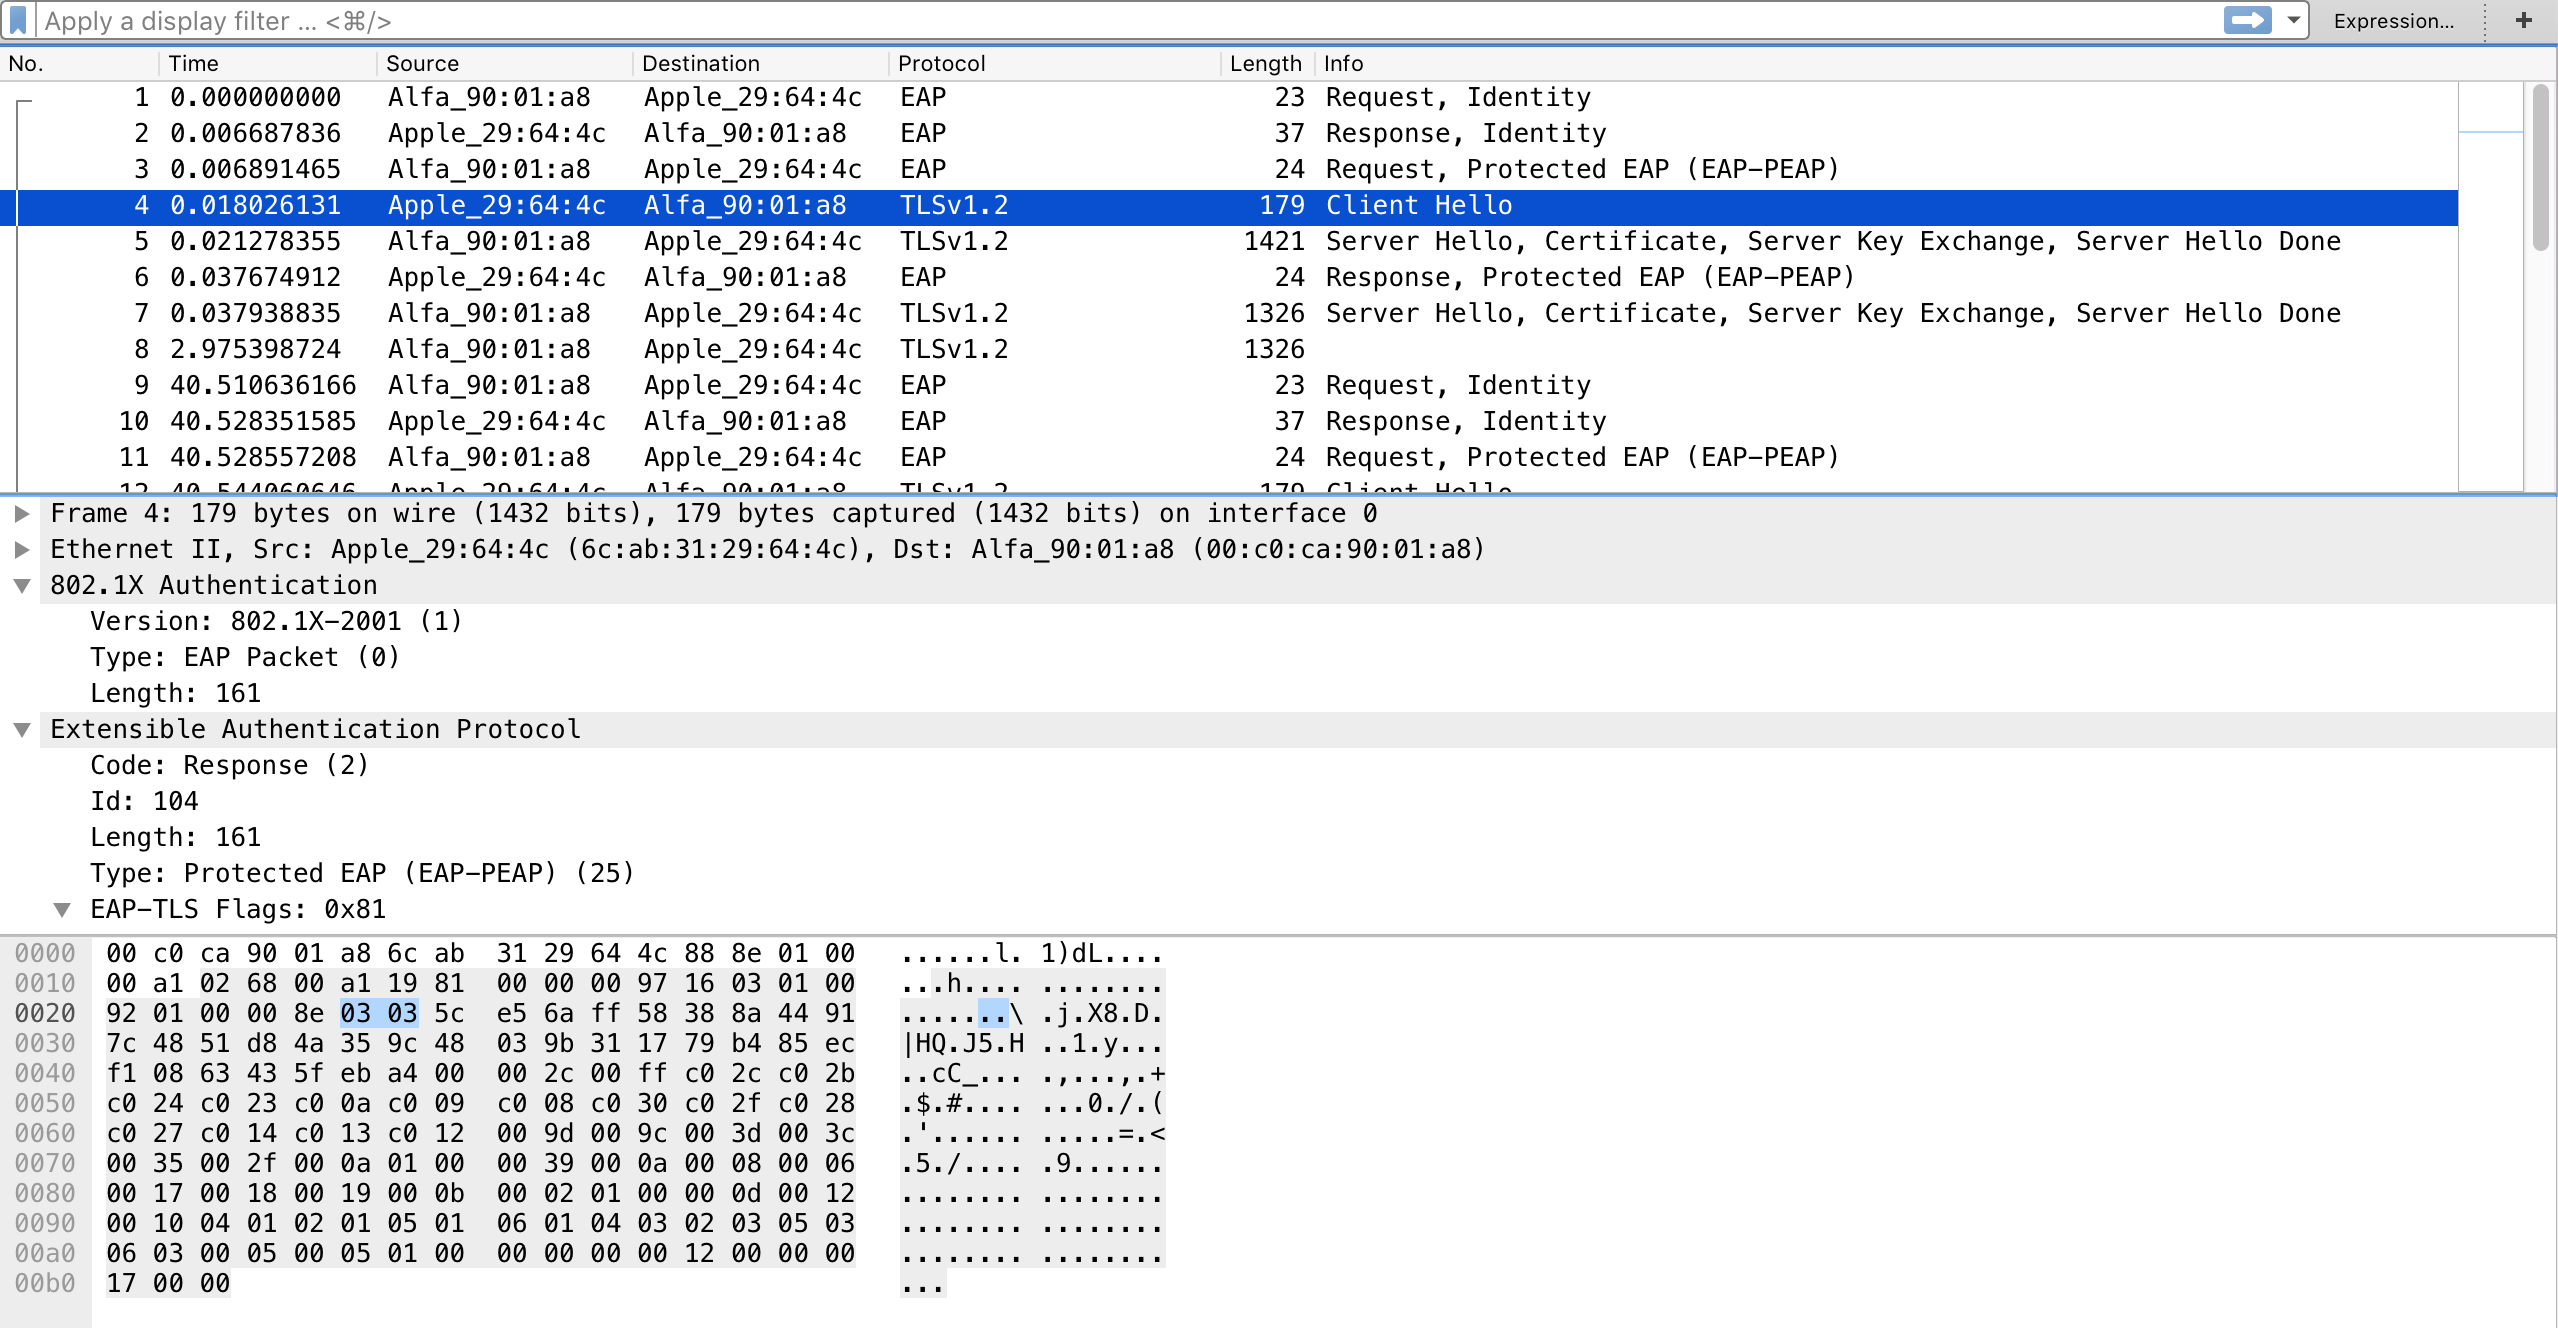 Apply a display filter ... <⌘/> Expression... +
No. Time Source Destination Protocol Length Info
1 0.000000000 Alfa_90:01:a8 Apple_29:64:4c EAP 23 Request, Identity
2 0.006687836 Apple_29:64:4c Alfa_90:01:a8 EAP 37 Response, Identity
3 0.006891465 Alfa_90:01:a8 Apple_29:64:4c EAP 24 Request, Protected EAP (EAP-PEAP)
4 0.018026131 Apple_29:64:4c Alfa_90:01:a8 TLSv1.2 179 Client Hello
5 0.021278355 Alfa_90:01:a8 Apple_29:64:4c TLSv1.2 1421 Server Hello, Certificate, Server Key Exchange, Server Hello Done
6 0.037674912 Apple_29:64:4c Alfa_90:01:a8 EAP 24 Response, Protected EAP (EAP-PEAP)
7 0.037938835 Alfa_90:01:a8 Apple_29:64:4c TLSv1.2 1326 Server Hello, Certificate, Server Key Exchange, Server Hello Done
8 2.975398724 Alfa_90:01:a8 Apple_29:64:4c TLSv1.2 1326
9 40.510636166 Alfa_90:01:a8 Apple_29:64:4c EAP 23 Request, Identity
10 40.528351585 Apple_29:64:4c Alfa_90:01:a8 EAP 37 Response, Identity
11 40.528557208 Alfa_90:01:a8 Apple_29:64:4c EAP 24 Request, Protected EAP (EAP-PEAP)
12 40.544060646 Apple_29:64:4c Alfa_90:01:a8 TLSv1.2 179 Client Hello
Frame 4: 179 bytes on wire (1432 bits), 179 bytes captured (1432 bits) on interface 0
Ethernet II, Src: Apple_29:64:4c (6c:ab:31:29:64:4c), Dst: Alfa_90:01:a8 (00:c0:ca:90:01:a8)
802.1X Authentication
Version: 802.1X-2001 (1)
Type: EAP Packet (0)
Length: 161
Extensible Authentication Protocol
Code: Response (2)
Id: 104
Length: 161
Type: Protected EAP (EAP-PEAP) (25)
EAP-TLS Flags: 0x81
0000 00 c0 ca 90 01 a8 6c ab 31 29 64 4c 88 8e 01 00 ......l. 1)dL....
0010 00 a1 02 68 00 a1 19 81 00 00 00 97 16 03 01 00 ...h.... ........
0020 92 01 00 00 8e 03 03 5c e5 6a ff 58 38 8a 44 91 .......\ .j.X8.D.
0030 7c 48 51 d8 4a 35 9c 48 03 9b 31 17 79 b4 85 ec |HQ.J5.H ..1.y...
0040 f1 08 63 43 5f eb a4 00 00 2c 00 ff c0 2c c0 2b ..cC_... .,...,.+
0050 c0 24 c0 23 c0 0a c0 09 c0 08 c0 30 c0 2f c0 28 .$.#.... ...0./.(
0060 c0 27 c0 14 c0 13 c0 12 00 9d 00 9c 00 3d 00 3c .'...... .....=.<
0070 00 35 00 2f 00 0a 01 00 00 39 00 0a 00 08 00 06 .5./.... .9......
0080 00 17 00 18 00 19 00 0b 00 02 01 00 00 0d 00 12 ........ ........
0090 00 10 04 01 02 01 05 01 06 01 04 03 02 03 05 03 ........ ........
00a0 06 03 00 05 00 05 01 00 00 00 00 00 12 00 00 00 ........ ........
00b0 17 00 00 ...